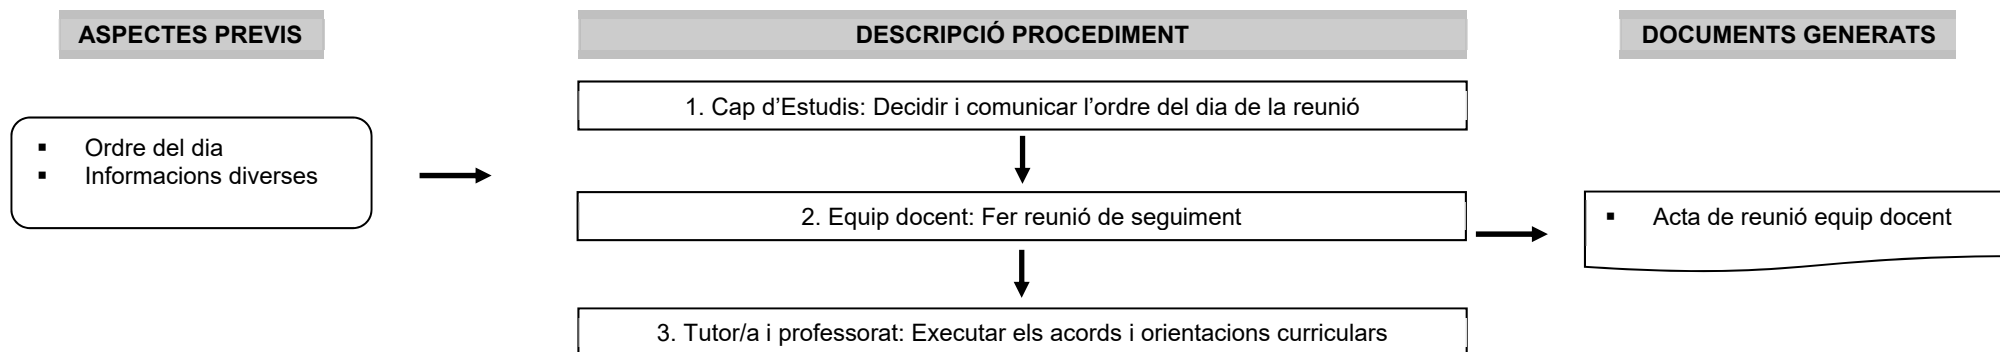 ASPECTES PREVIS
DESCRIPCIÓ PROCEDIMENT
DOCUMENTS GENERATS
▪ Ordre del dia
▪ Informacions diverses
1. Cap d’Estudis: Decidir i comunicar l’ordre del dia de la reunió
2. Equip docent: Fer reunió de seguiment
3. Tutor/a i professorat: Executar els acords i orientacions curriculars
▪ Acta de reunió equip docent